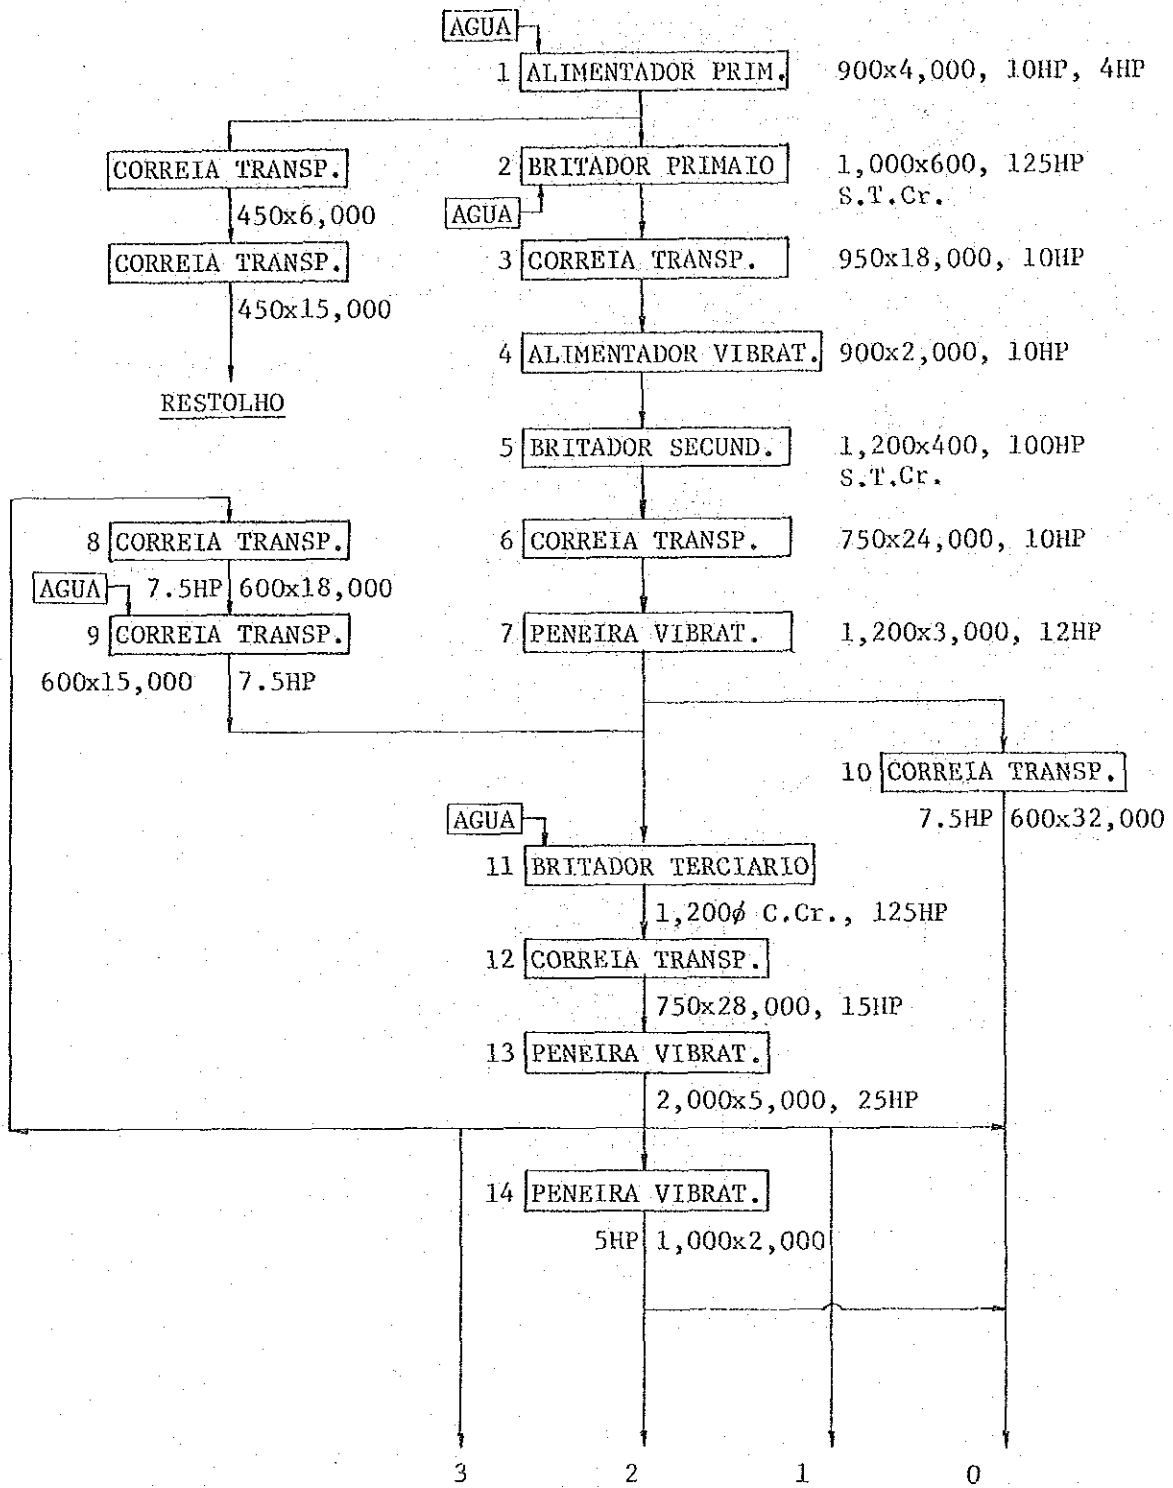 AGUA
1 ALIMENTADOR PRIM. 900x4,000, 10HP, 4HP
CORREIA TRANSP. 2 BRITADOR PRIMAIO 1,000x600, 125HP
S.T.Cr.
450x6,000 AGUA
CORREIA TRANSP. 3 CORREIA TRANSP. 950x18,000, 10HP
450x15,000
4 ALIMENTADOR VIBRAT. 900x2,000, 10HP
RESTOLHO
5 BRITADOR SECUND. 1,200x400, 100HP
S.T.Cr.
8 CORREIA TRANSP. 6 CORREIA TRANSP. 750x24,000, 10HP
AGUA 7.5HP 600x18,000
9 CORREIA TRANSP. 7 PENEIRA VIBRAT. 1,200x3,000, 12HP
600x15,000 7.5HP
10 CORREIA TRANSP.
AGUA 7.5HP 600x32,000
11 BRITADOR TERCIARIO
1,200ø C.Cr., 125HP
12 CORREIA TRANSP.
750x28,000, 15HP
13 PENEIRA VIBRAT.
2,000x5,000, 25HP
14 PENEIRA VIBRAT.
5HP 1,000x2,000
3 2 1 0